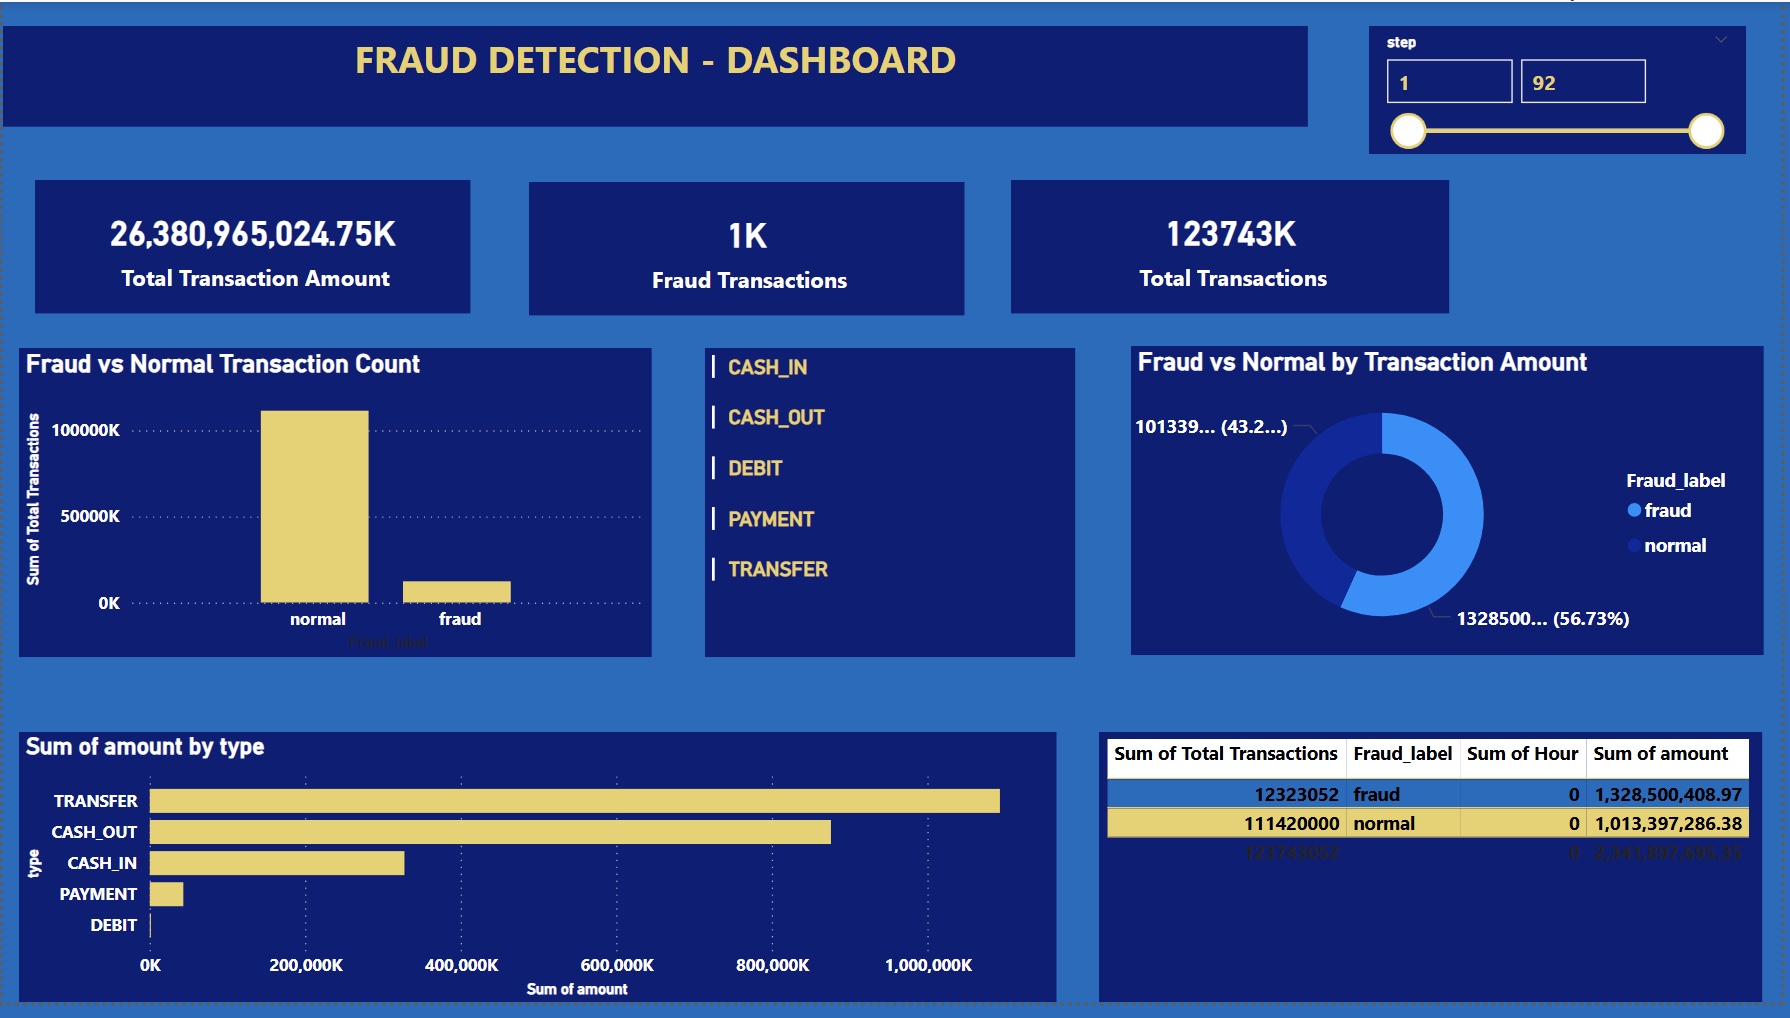 FRAUD DETECTION - DASHBOARD
step
1
92
26,380,965,024.75K
Total Transaction Amount
1K
Fraud Transactions
123743K
Total Transactions
Fraud vs Normal Transaction Count
Sum of Total Transactions
100000K
50000K
0K
normal
fraud
Fraud_label
CASH_IN
CASH_OUT
DEBIT
PAYMENT
TRANSFER
Fraud vs Normal by Transaction Amount
101339... (43.2...)
1328500... (56.73%)
Fraud_label
fraud
normal
Sum of amount by type
type
TRANSFER
CASH_OUT
CASH_IN
PAYMENT
DEBIT
0K 200,000K 400,000K 600,000K 800,000K 1,000,000K
Sum of amount
Sum of Total Transactions Fraud_label Sum of Hour Sum of amount
12323052 fraud 0 1,328,500,408.97
111420000 normal 0 1,013,397,286.38
123743052 0 2,341,897,695.35